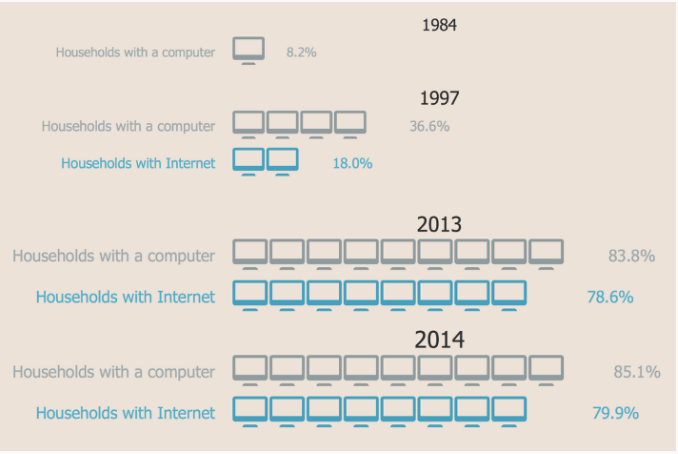 1984
Households with a computer 8.2%
1997
Households with a computer 36.6%
Households with Internet 18.0%
2013
Households with a computer 83.8%
Households with Internet 78.6%
2014
Households with a computer 85.1%
Households with Internet 79.9%